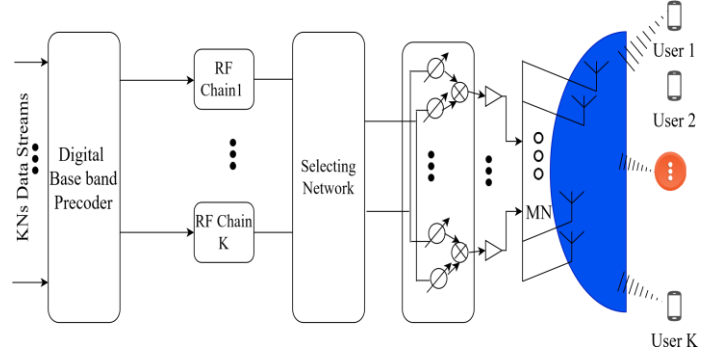 KNs Data Streams
Digital
Base band
Precoder
RF
Chain1
RF Chain
K
Selecting
Network
MN
User 1
User 2
User K